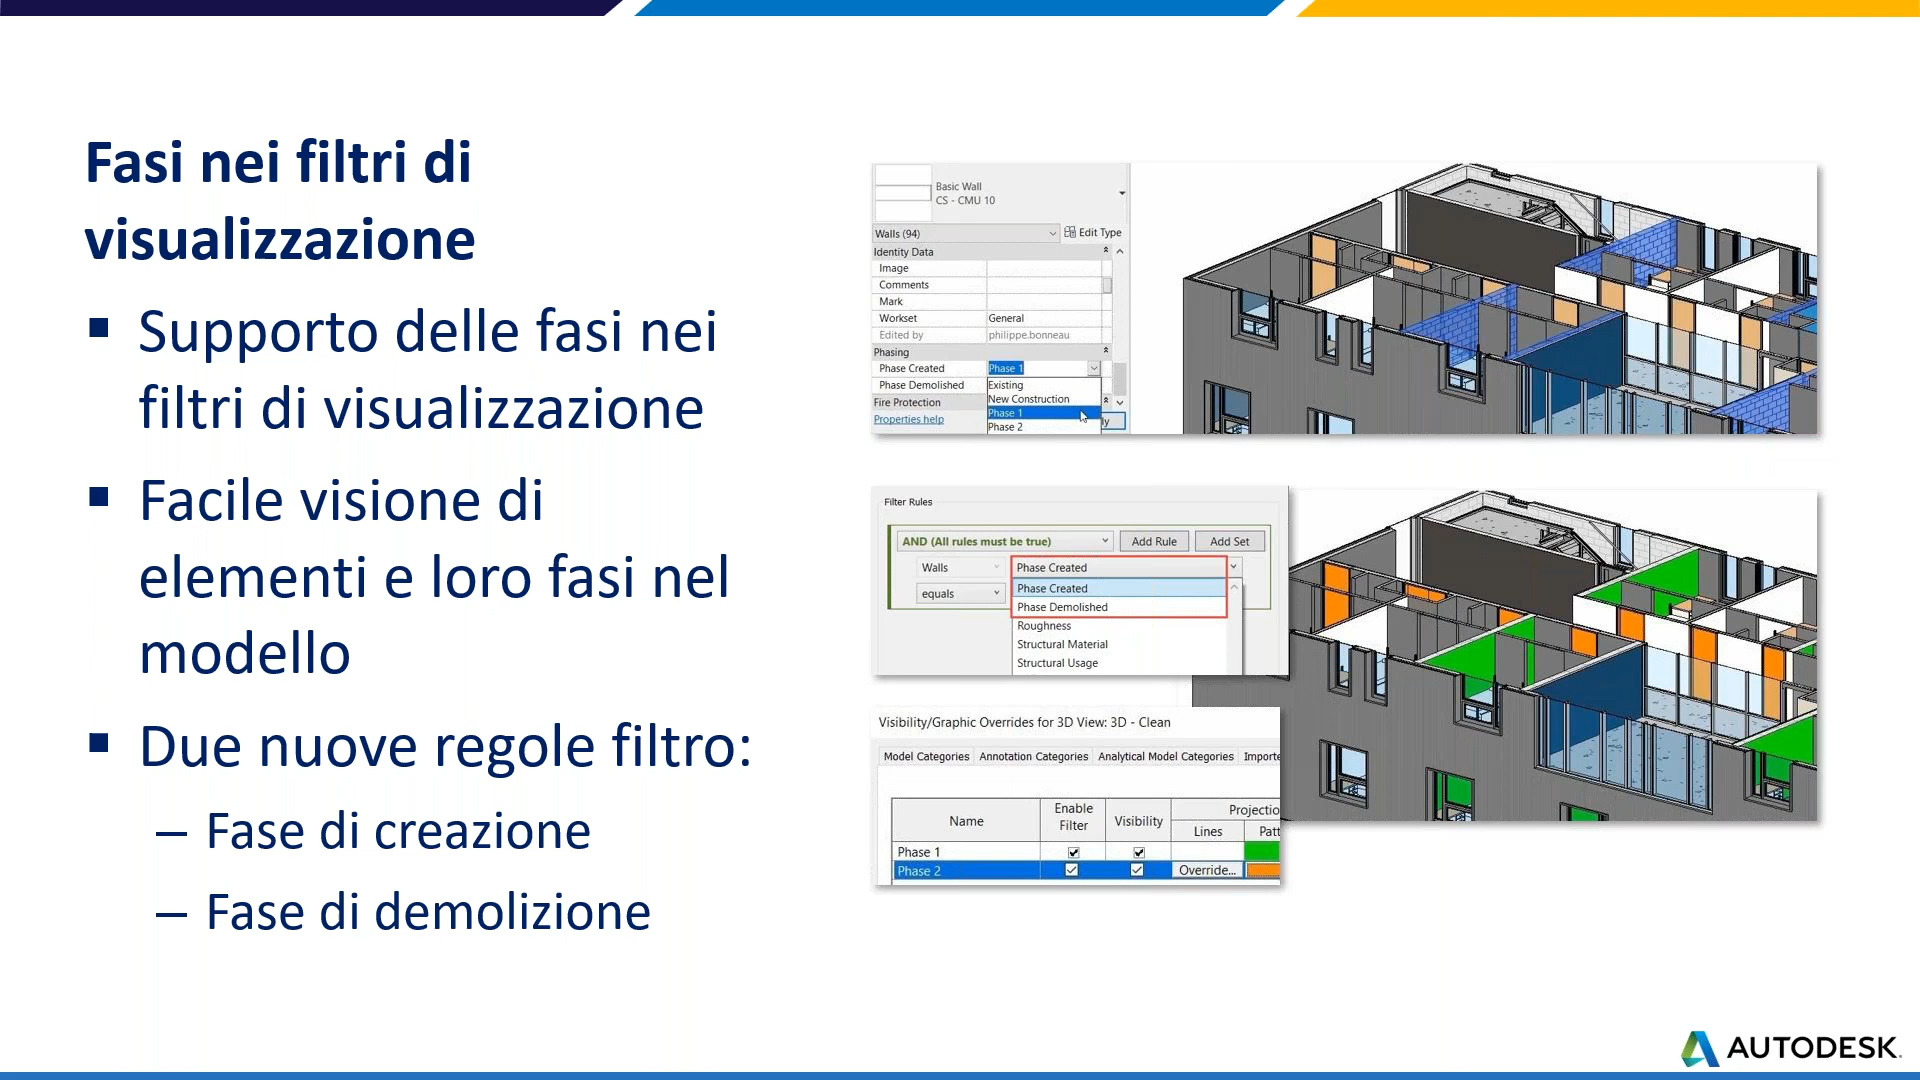 Fasi nei filtri di
visualizzazione
▪ Supporto delle fasi nei
filtri di visualizzazione
▪ Facile visione di
elementi e loro fasi nel
modello
▪ Due nuove regole filtro:
– Fase di creazione
– Fase di demolizione
Basic Wall
CS - CMU 10
Walls (94)
Edit Type
Identity Data
Image
Comments
Mark
Workset General
Edited by philippe.bonneau
Phasing
Phase Created Phase 1
Phase Demolished Existing
New Construction
Fire Protection
Phase 1
Properties help
Phase 2
Filter Rules
AND (All rules must be true) Add Rule Add Set
Walls Phase Created
Phase Created
equals
Phase Demolished
Roughness
Structural Material
Structural Usage
Visibility/Graphic Overrides for 3D View: 3D - Clean
Model Categories Annotation Categories Analytical Model Categories Importe
Name Enable Filter Visibility Projectio
Lines Patt
Phase 1
Phase 2 Override...
AUTODESK.